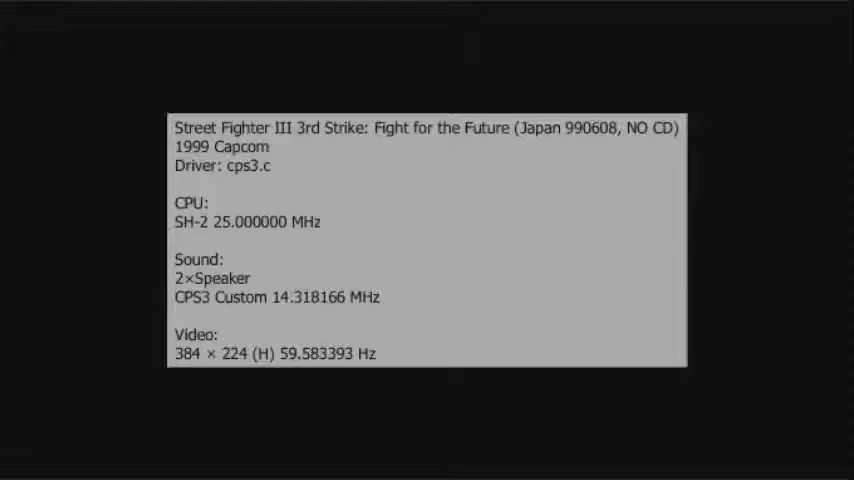 Street Fighter III 3rd Strike: Fight for the Future (Japan 990608, NO CD)
1999 Capcom
Driver: cps3.c
CPU:
SH-2 25.000000 MHz
Sound:
2×Speaker
CPS3 Custom 14.318166 MHz
Video:
384 × 224 (H) 59.583393 Hz